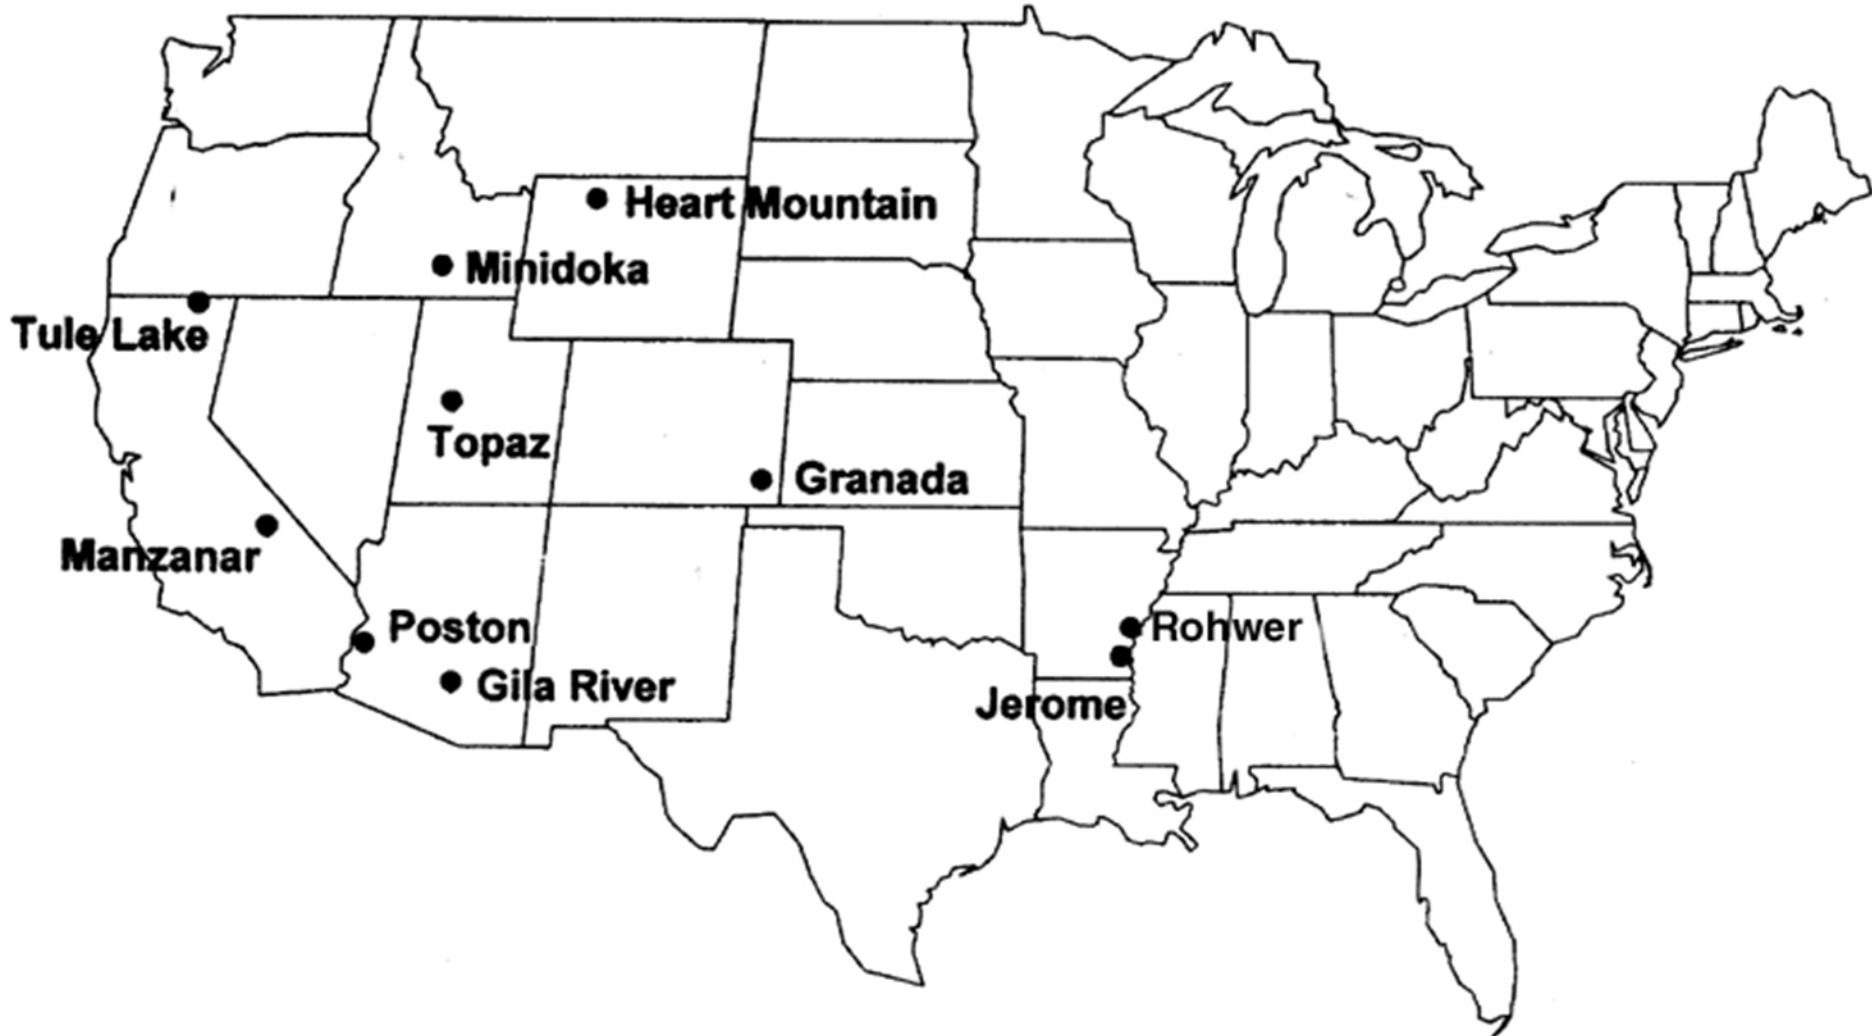 Heart Mountain
Minidoka
Tule Lake
Topaz
Granada
Manzanar
Poston
Rohwer
Gila River
Jerome